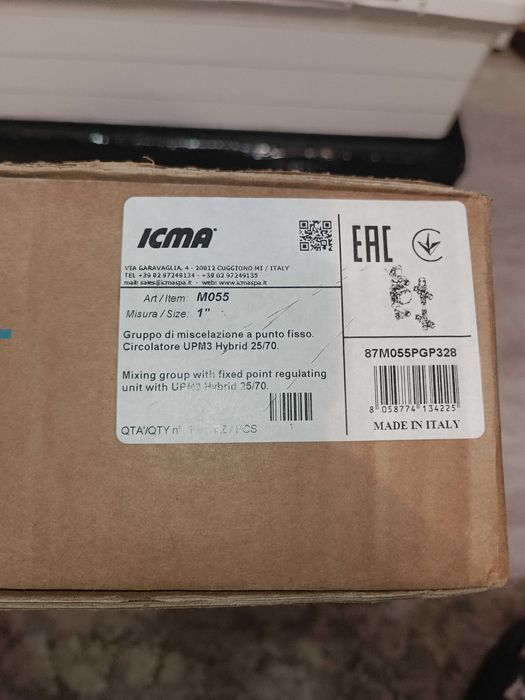 ICMA
VIA GARAVAGLIA, 4 - 20012 CUGGIONO MI / ITALY
TEL +39 02 97249134 - +39 02 97249135
mail: sales@icmaspa.it - web: www.icmaspa.it
Art / Item: M055
Misura / Size: 1"
Gruppo di miscelazione a punto fisso.
Circolatore UPM3 Hybrid 25/70.
Mixing group with fixed point regulating
unit with UPM3 Hybrid 25/70.
QTA'/QTY n° 1 PZ / PCS
1
EAC
87M055PGP328
8 058774 134225
MADE IN ITALY